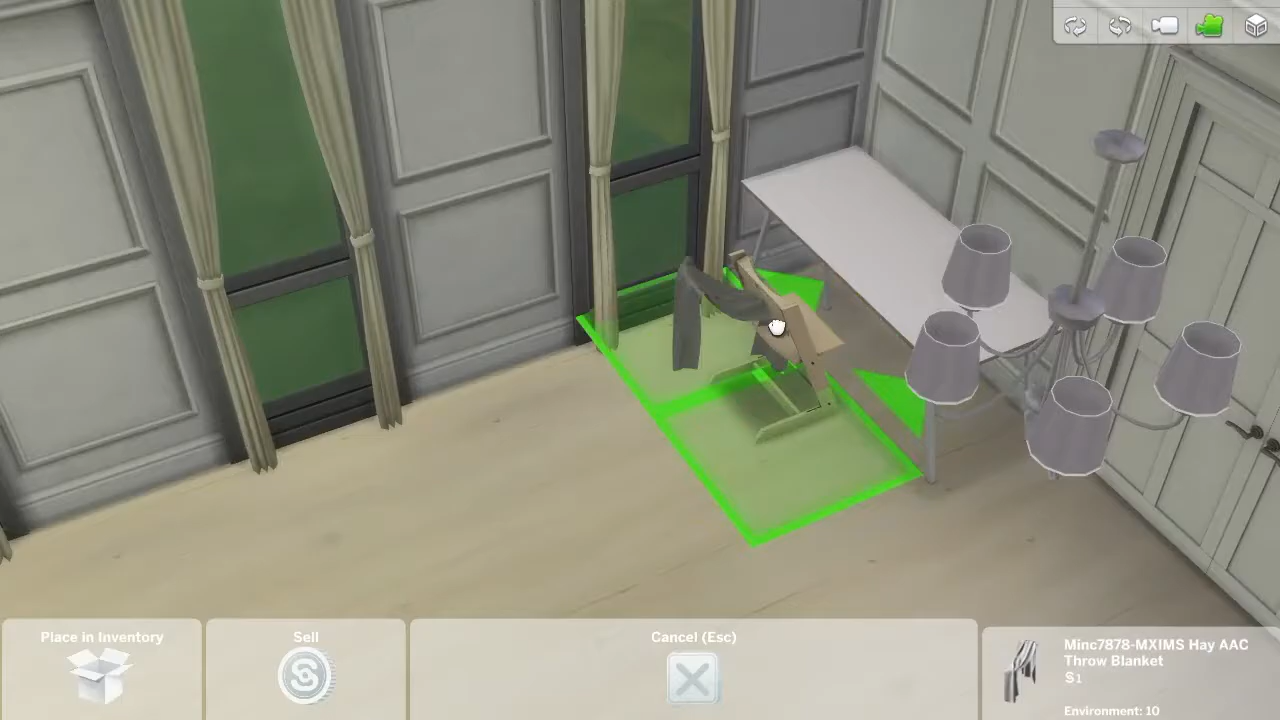 Place in Inventory
Sell
Cancel (Esc)
Minc7878-MXIMS Hay AAC
Throw Blanket
§1
Environment: 10